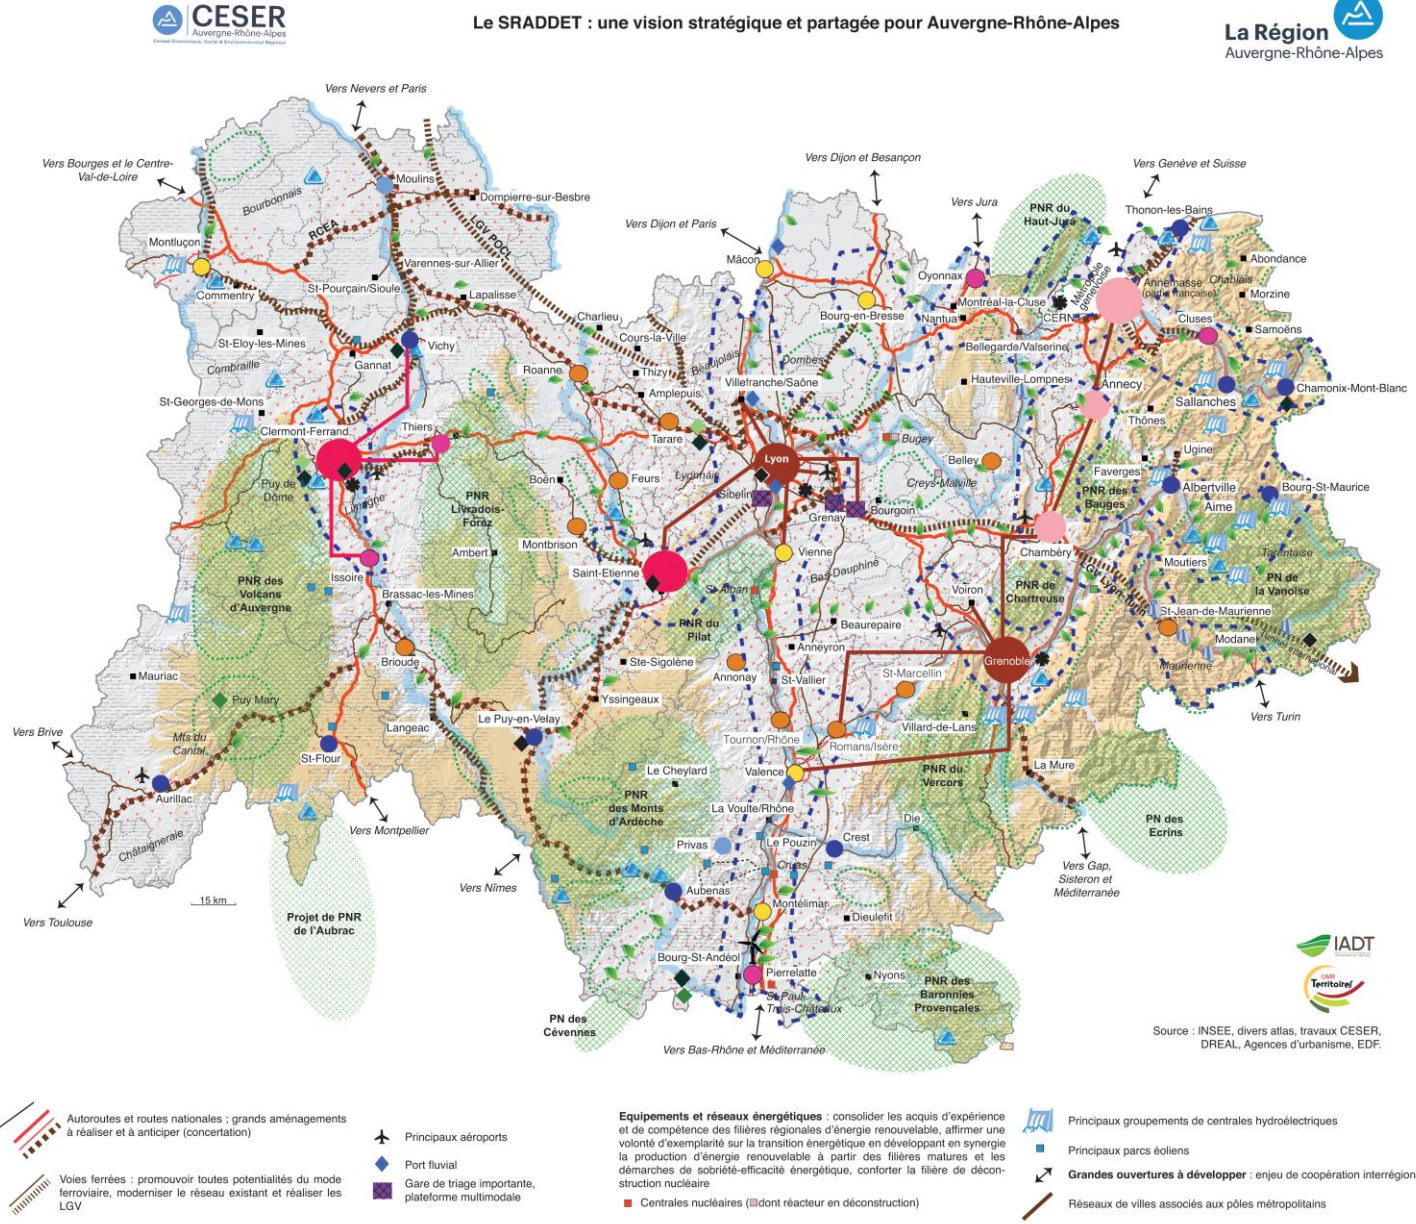 CESER
Auvergne-Rhône-Alpes
Conseil Économique, Social & Environnemental Régional
Le SRADDET : une vision stratégique et partagée pour Auvergne-Rhône-Alpes
La Région
Auvergne-Rhône-Alpes
Vers Nevers et Paris
Vers Bourges et le Centre-
Val-de-Loire
Vers Dijon et Besançon
Vers Genève et Suisse
Vers Jura
Vers Dijon et Paris
PNR du
Haut-Jura
Thonon-les-Bains
Moulins
Dompierre-sur-Besbre
Bourbonnais
RCEA
LGV POCL
Montluçon
Mâcon
Abondance
Oyonnax
Métropole
genevoise
Annemasse
(partie française)
Chablais
Morzine
Varennes-sur-Allier
St-Pourçain/Sioule
Commentry
Lapalisse
Charlieu
Bourg-en-Bresse
Montréal-la-Cluse
Nantua
CERN
Cluses
Samoëns
St-Eloy-les-Mines
Vichy
Cours-la-Ville
Bellegarde/Valserine
Combraille
Gannat
Roanne
Thizy
Beaujolais
Dombes
Amplepuis
Villefranche/Saône
Hauteville-Lompnes
Annecy
Sallanches
Chamonix-Mont-Blanc
St-Georges-de-Mons
Clermont-Ferrand
Thiers
Tarare
Thônes
Bugey
Lyon
Belley
Ugine
Puy de
Dôme
Limagne
Boën
Feurs
Lyonnais
Sibelin
Creys-Malville
Faverges
Albertville
Bourg-St-Maurice
PNR
Livradois-
Forez
PNR des
Bauges
Aime
Grenay
Bourgoin
Montbrison
Ambert
Vienne
Chambéry
Tarentaise
Saint-Etienne
Issoire
Bas-Dauphiné
Moutiers
LGV Lyon-Turin
PN de
la Vanoise
PNR des
Volcans
d'Auvergne
Brassac-les-Mines
St-Alban
Voiron
PNR de
Chartreuse
St-Jean-de-Maurienne
PNR du
Pilat
Beaurepaire
Modane
Tunnel international
Anneyron
Brioude
Ste-Sigolène
Annonay
St-Vallier
Grenoble
St-Marcellin
Maurienne
Mauriac
Puy Mary
Yssingeaux
Langeac
Le Puy-en-Velay
Villard-de-Lans
Vers Turin
Vers Brive
Mts du
Cantal
St-Flour
Tournon/Rhône
Romans/Isère
La Mure
Valence
Le Cheylard
PNR du
Vercors
Aurillac
PNR
des Monts
d'Ardèche
La Voulte/Rhône
Die
PN des
Ecrins
Vers Montpellier
Châtaigneraie
Privas
Le Pouzin
Crest
Cruas
Vers Nîmes
Vers Gap,
Sisteron et
Méditerranée
Aubenas
15 km
Montélimar
Vers Toulouse
Projet de PNR
de l'Aubrac
Dieulefit
Bourg-St-Andéol
Pierrelatte
Nyons
PNR des
Baronnies
Provençales
St-Paul-
Trois-Châteaux
PN des
Cévennes
Vers Bas-Rhône et Méditerranée
IADT
UMR
Territoires
Source : INSEE, divers atlas, travaux CESER,
DREAL, Agences d'urbanisme, EDF.
Autoroutes et routes nationales ; grands aménagements
à réaliser et à anticiper (concertation)
Voies ferrées : promouvoir toutes potentialités du mode
ferroviaire, moderniser le réseau existant et réaliser les
LGV
Principaux aéroports
Port fluvial
Gare de triage importante,
plateforme multimodale
Equipements et réseaux énergétiques : consolider les acquis d'expérience
et de compétence des filières régionales d'énergie renouvelable, affirmer une
volonté d'exemplarité sur la transition énergétique en développant en synergie
la production d'énergie renouvelable à partir des filières matures et les
démarches de sobriété-efficacité énergétique, conforter la filière de décon-
struction nucléaire
Centrales nucléaires (dont réacteur en déconstruction)
Principaux groupements de centrales hydroélectriques
Principaux parcs éoliens
Grandes ouvertures à développer : enjeu de coopération interrégion
Réseaux de villes associés aux pôles métropolitains